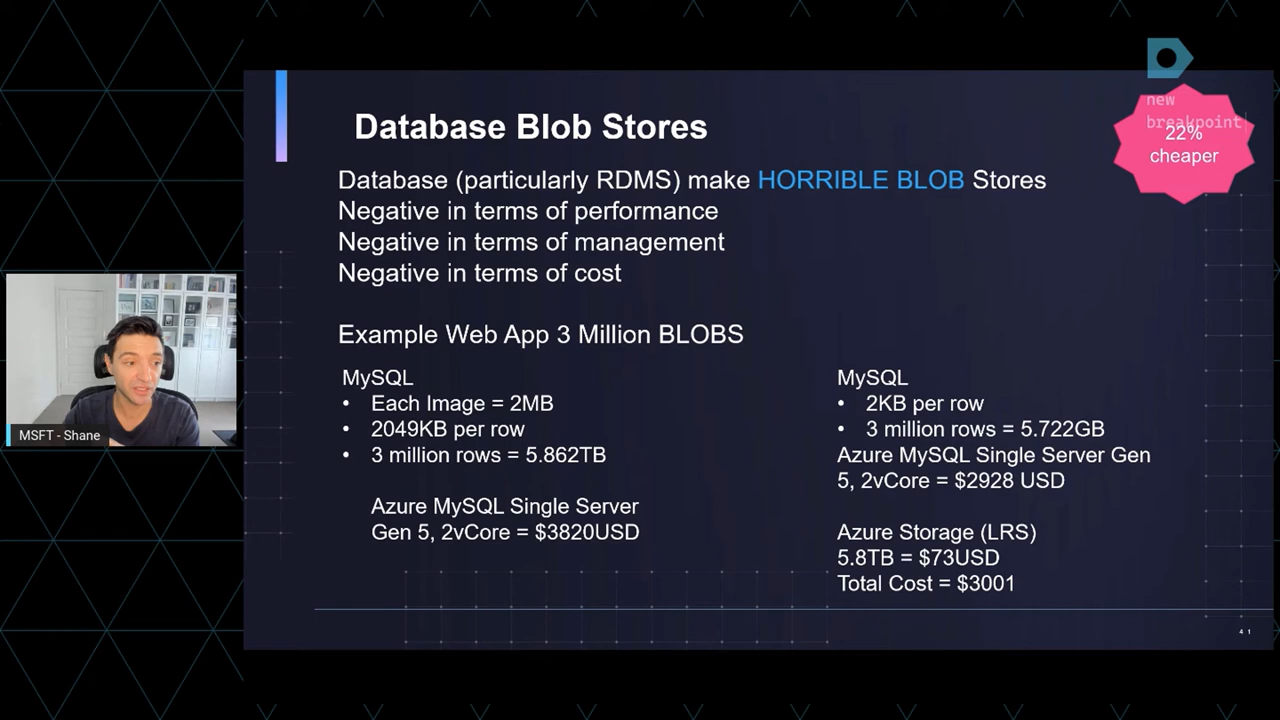 new
breakpoint
22%
cheaper
Database Blob Stores
Database (particularly RDMS) make HORRIBLE BLOB Stores
Negative in terms of performance
Negative in terms of management
Negative in terms of cost
Example Web App 3 Million BLOBS
MySQL
• Each Image = 2MB
• 2049KB per row
• 3 million rows = 5.862TB
Azure MySQL Single Server
Gen 5, 2vCore = $3820USD
MySQL
• 2KB per row
• 3 million rows = 5.722GB
Azure MySQL Single Server Gen
5, 2vCore = $2928 USD
Azure Storage (LRS)
5.8TB = $73USD
Total Cost = $3001
MSFT - Shane
41